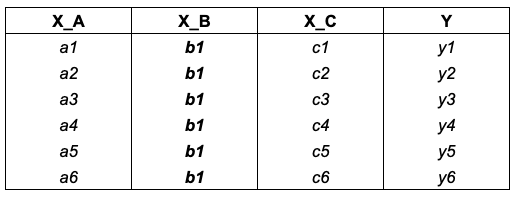 X_A X_B X_C Y
a1 b1 c1 y1
a2 b1 c2 y2
a3 b1 c3 y3
a4 b1 c4 y4
a5 b1 c5 y5
a6 b1 c6 y6